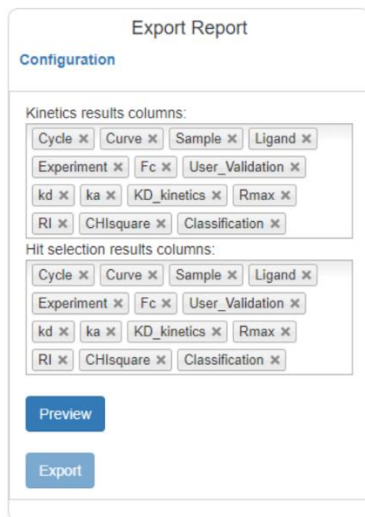 Export Report
Configuration
Kinetics results columns:
Cycle × Curve × Sample × Ligand ×
Experiment × Fc × User_Validation ×
kd × ka × KD_kinetics × Rmax ×
RI × CHIsquare × Classification ×
Hit selection results columns:
Cycle × Curve × Sample × Ligand ×
Experiment × Fc × User_Validation ×
kd × ka × KD_kinetics × Rmax ×
RI × CHIsquare × Classification ×
Preview
Export